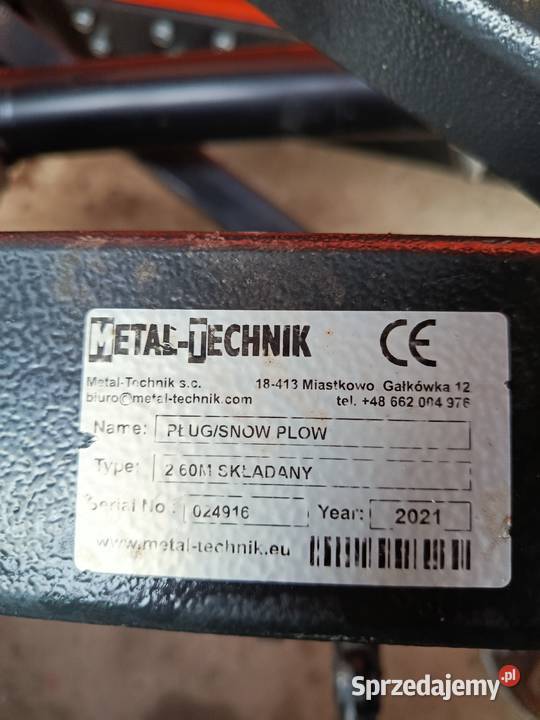 METAL-TECHNIK CE
Metal-Technik s.c. 18-413 Miastkowo Gałkówka 12
biuro@metal-technik.com tel. +48 662 004 976
Name: PŁUG/SNOW PLOW
Type: 2.60M SKŁADANY
Serial No : 024916 Year: 2021
www.metal-technik.eu
Sprzedajemy.pl